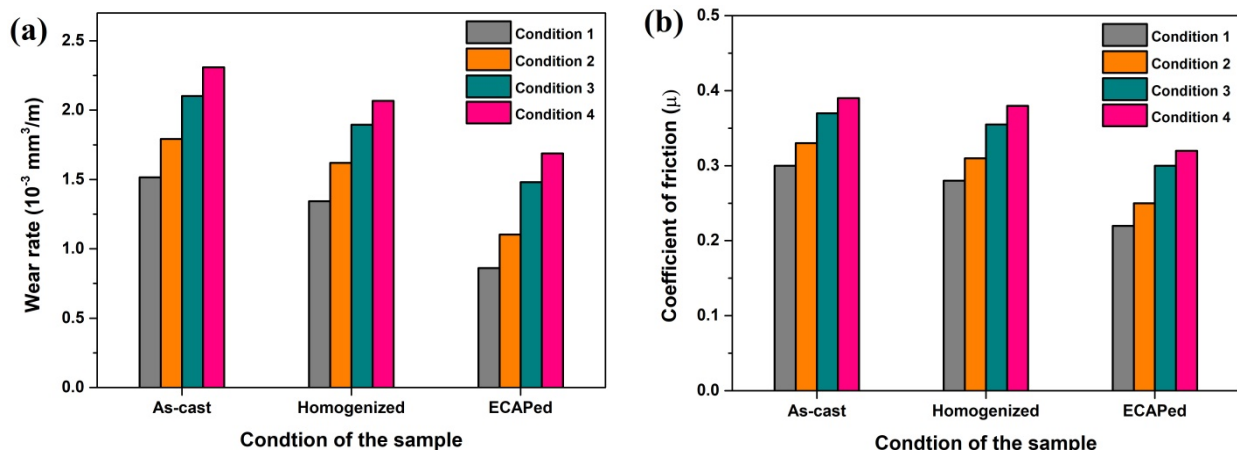 (a)
Wear rate (10⁻³ mm³/m)
2.5
2.0
1.5
1.0
0.5
0.0
Condition 1
Condition 2
Condition 3
Condition 4
As-cast Homogenized ECAPed
Condtion of the sample
(b)
Coefficient of friction (μ)
0.5
0.4
0.3
0.2
0.1
0.0
Condition 1
Condition 2
Condition 3
Condition 4
As-cast Homogenized ECAPed
Condtion of the sample